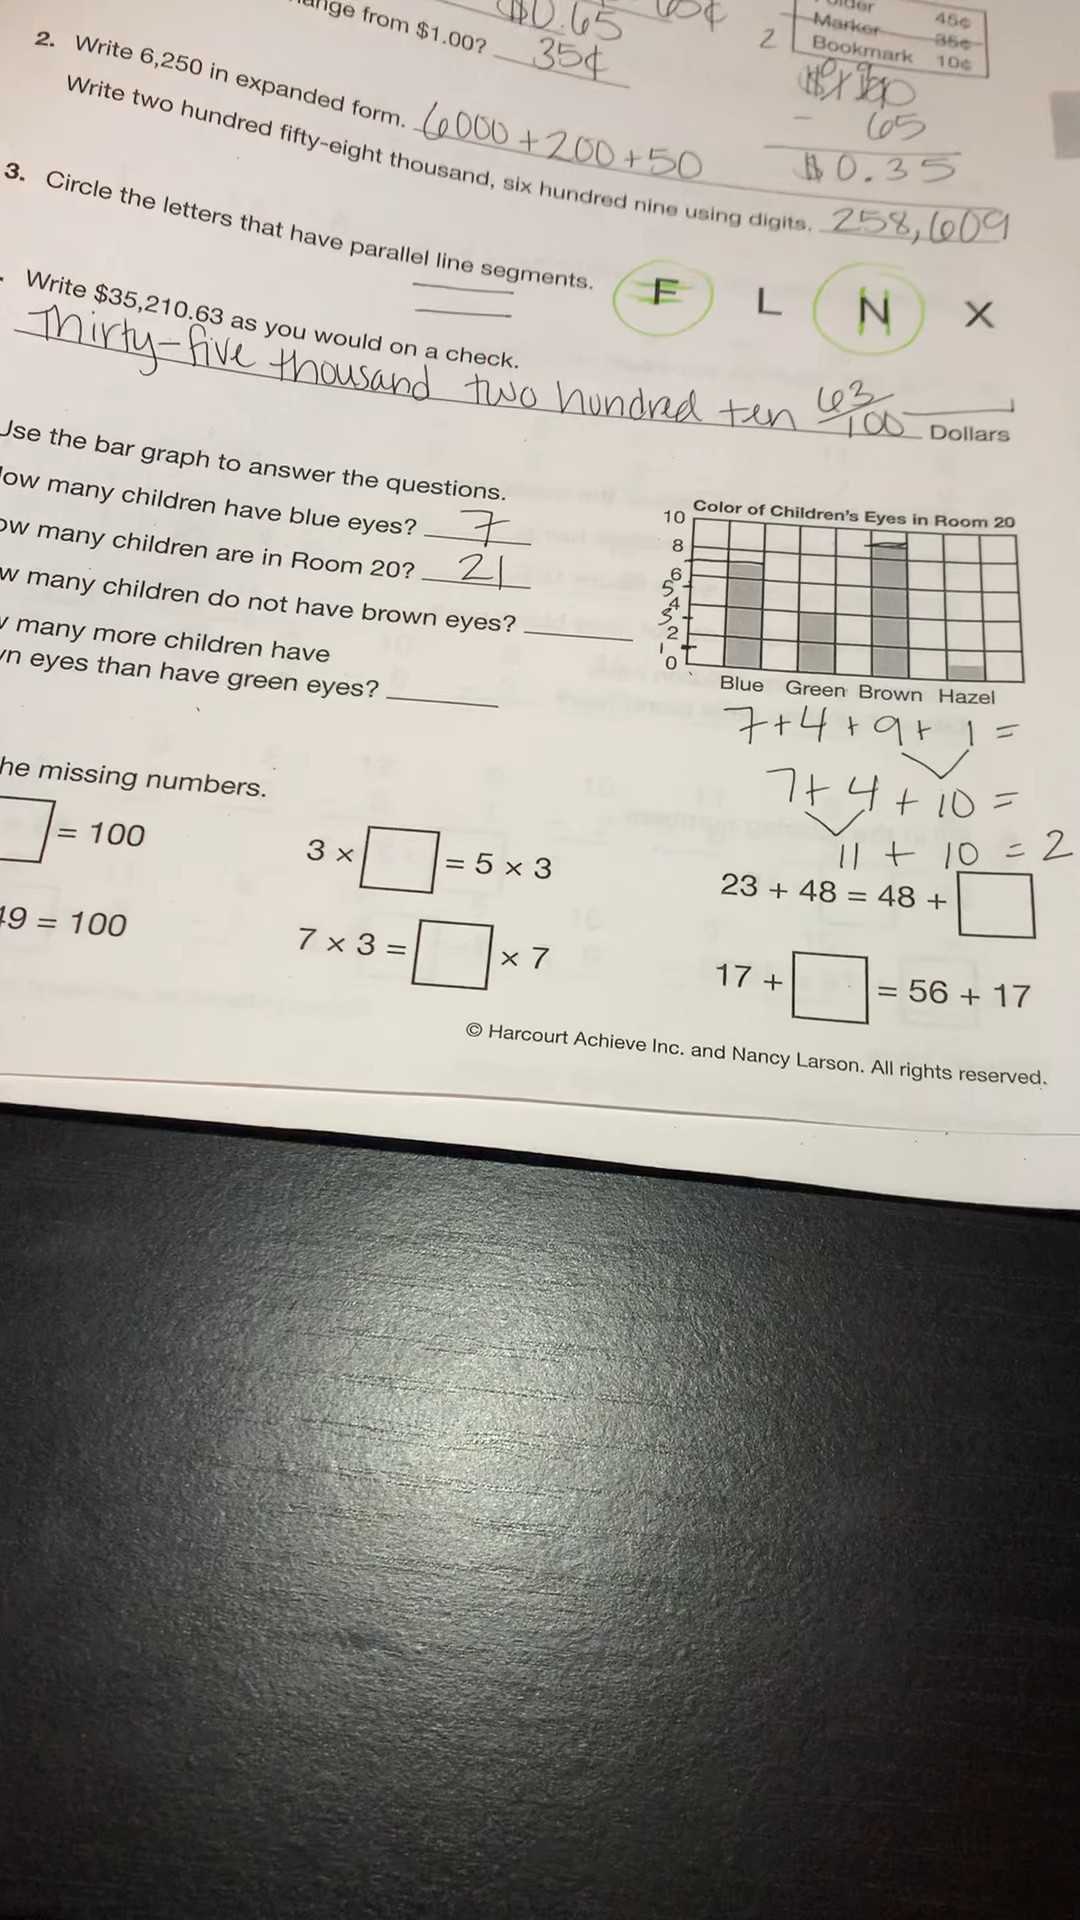 $0.65 65¢
ange from $1.00? 35¢
Marker
Bookmark 10¢
45¢
2
- 65
$0.35
2. Write 6,250 in expanded form. 6000 + 200 + 50
Write two hundred fifty-eight thousand, six hundred nine using digits. 258,609
3. Circle the letters that have parallel line segments. F L N X
Write $35,210.63 as you would on a check.
Thirty-five thousand two hundred ten 63/100 Dollars
Use the bar graph to answer the questions.
How many children have blue eyes? 7
ow many children are in Room 20? 21
w many children do not have brown eyes?
y many more children have
wn eyes than have green eyes?
Color of Children's Eyes in Room 20
10
8
6
5
4
3
2
1
0
Blue Green Brown Hazel
7 + 4 + 9 + 1 =
7 + 4 + 10 =
11 + 10 = 2
he missing numbers.
= 100
3 × = 5 × 3
23 + 48 = 48 +
49 = 100
7 × 3 = × 7
17 + = 56 + 17
© Harcourt Achieve Inc. and Nancy Larson. All rights reserved.